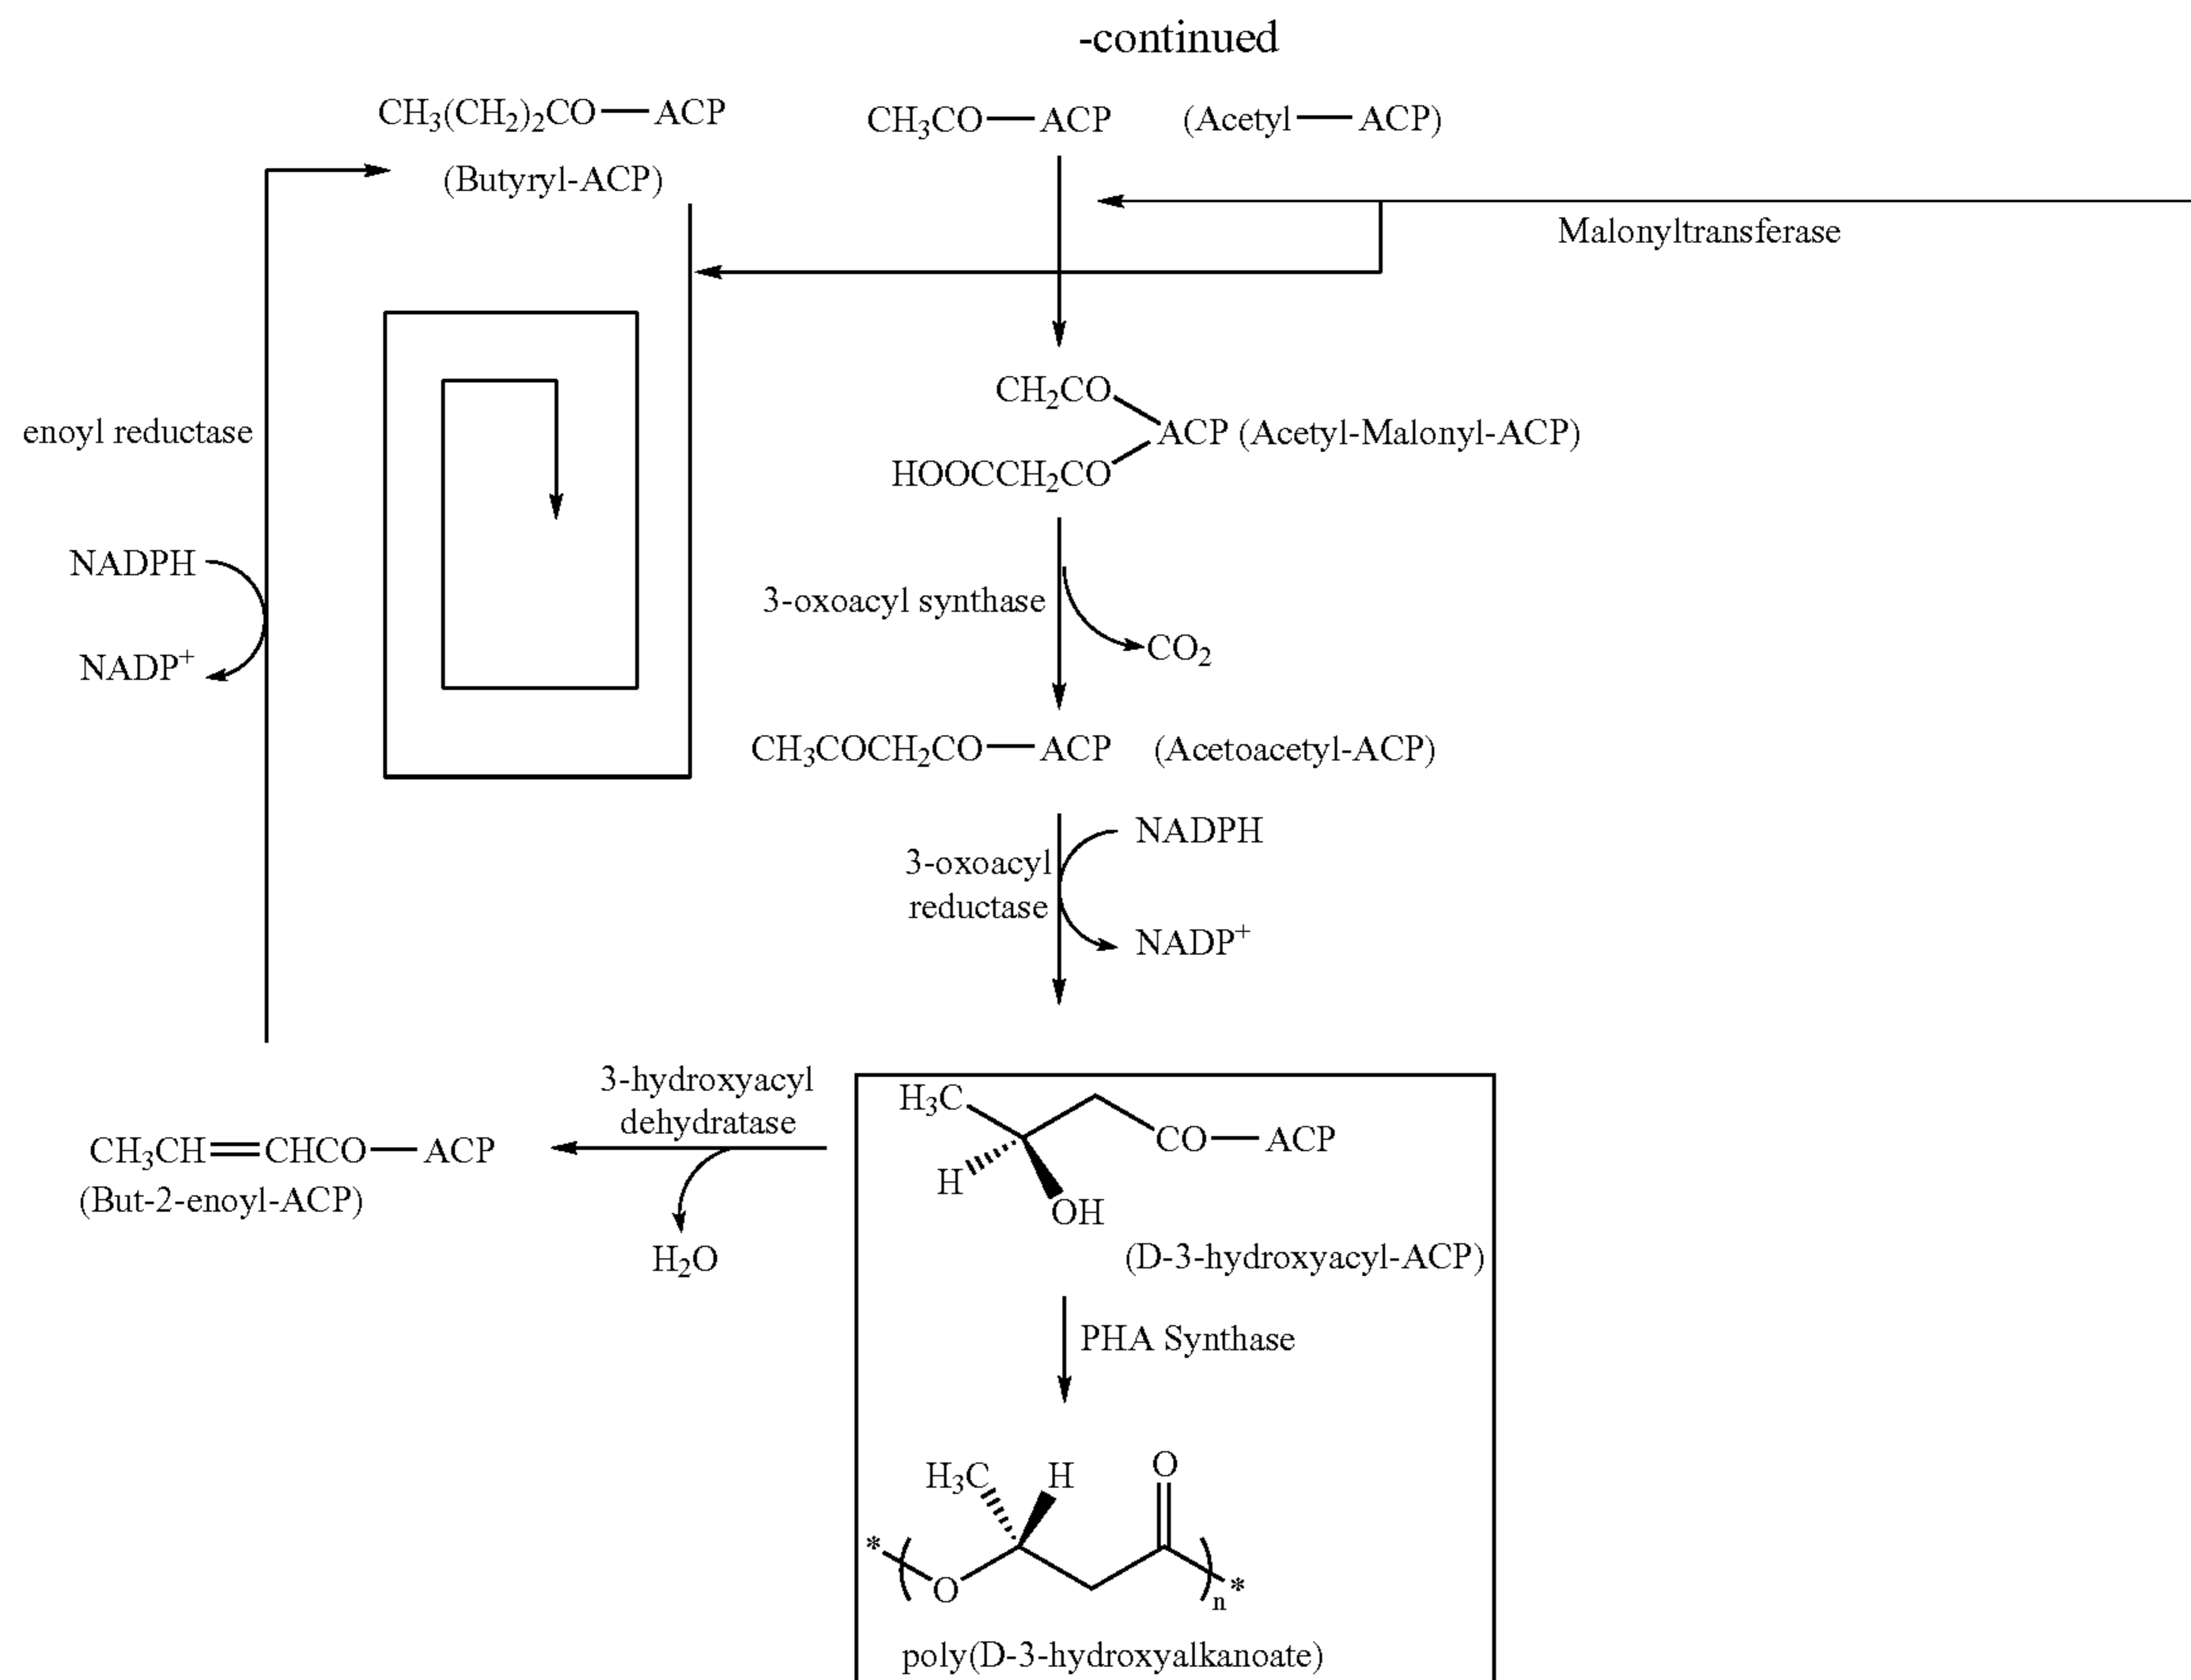 -continued
CH₃(CH₂)₂CO—ACP
(Butyryl-ACP)
CH₃CO—ACP (Acetyl—ACP)
Malonyltransferase
enoyl reductase
NADPH
NADP⁺
CH₂CO
ACP (Acetyl-Malonyl-ACP)
HOOCCH₂CO
3-oxoacyl synthase
CO₂
CH₃COCH₂CO—ACP (Acetoacetyl-ACP)
3-oxoacyl
reductase
NADPH
NADP⁺
CH₃CH=CHCO—ACP
(But-2-enoyl-ACP)
3-hydroxyacyl
dehydratase
H₂O
H₃C
CO—ACP
H
OH
(D-3-hydroxyacyl-ACP)
PHA Synthase
H₃C H O
* ( O ) n *
poly(D-3-hydroxyalkanoate)